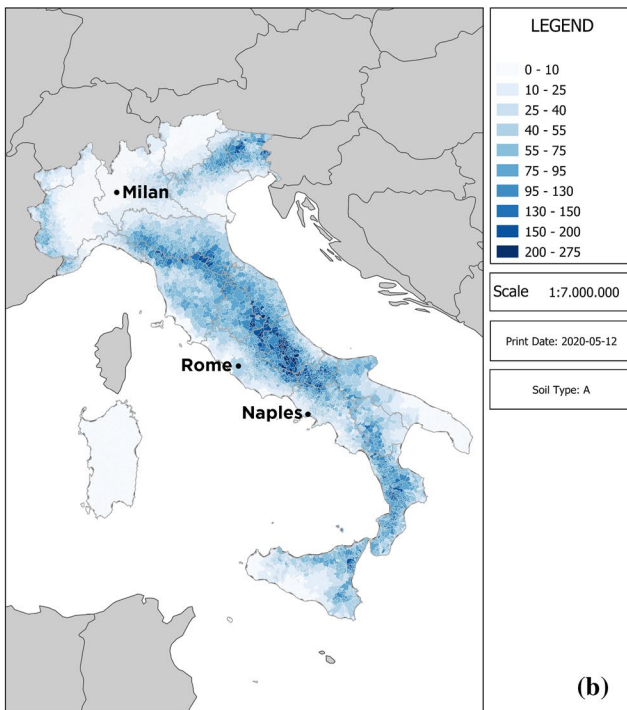 LEGEND
0 - 10
10 - 25
25 - 40
40 - 55
55 - 75
75 - 95
95 - 130
130 - 150
150 - 200
200 - 275
Scale 1:7.000.000
Print Date: 2020-05-12
Soil Type: A
Milan
Rome
Naples
(b)